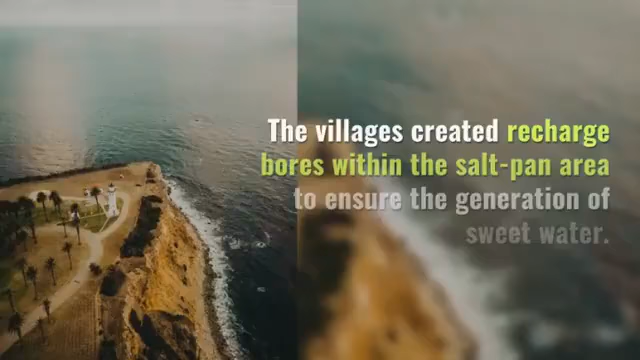 The villages created recharge
bores within the salt-pan area
to ensure the generation of
sweet water.